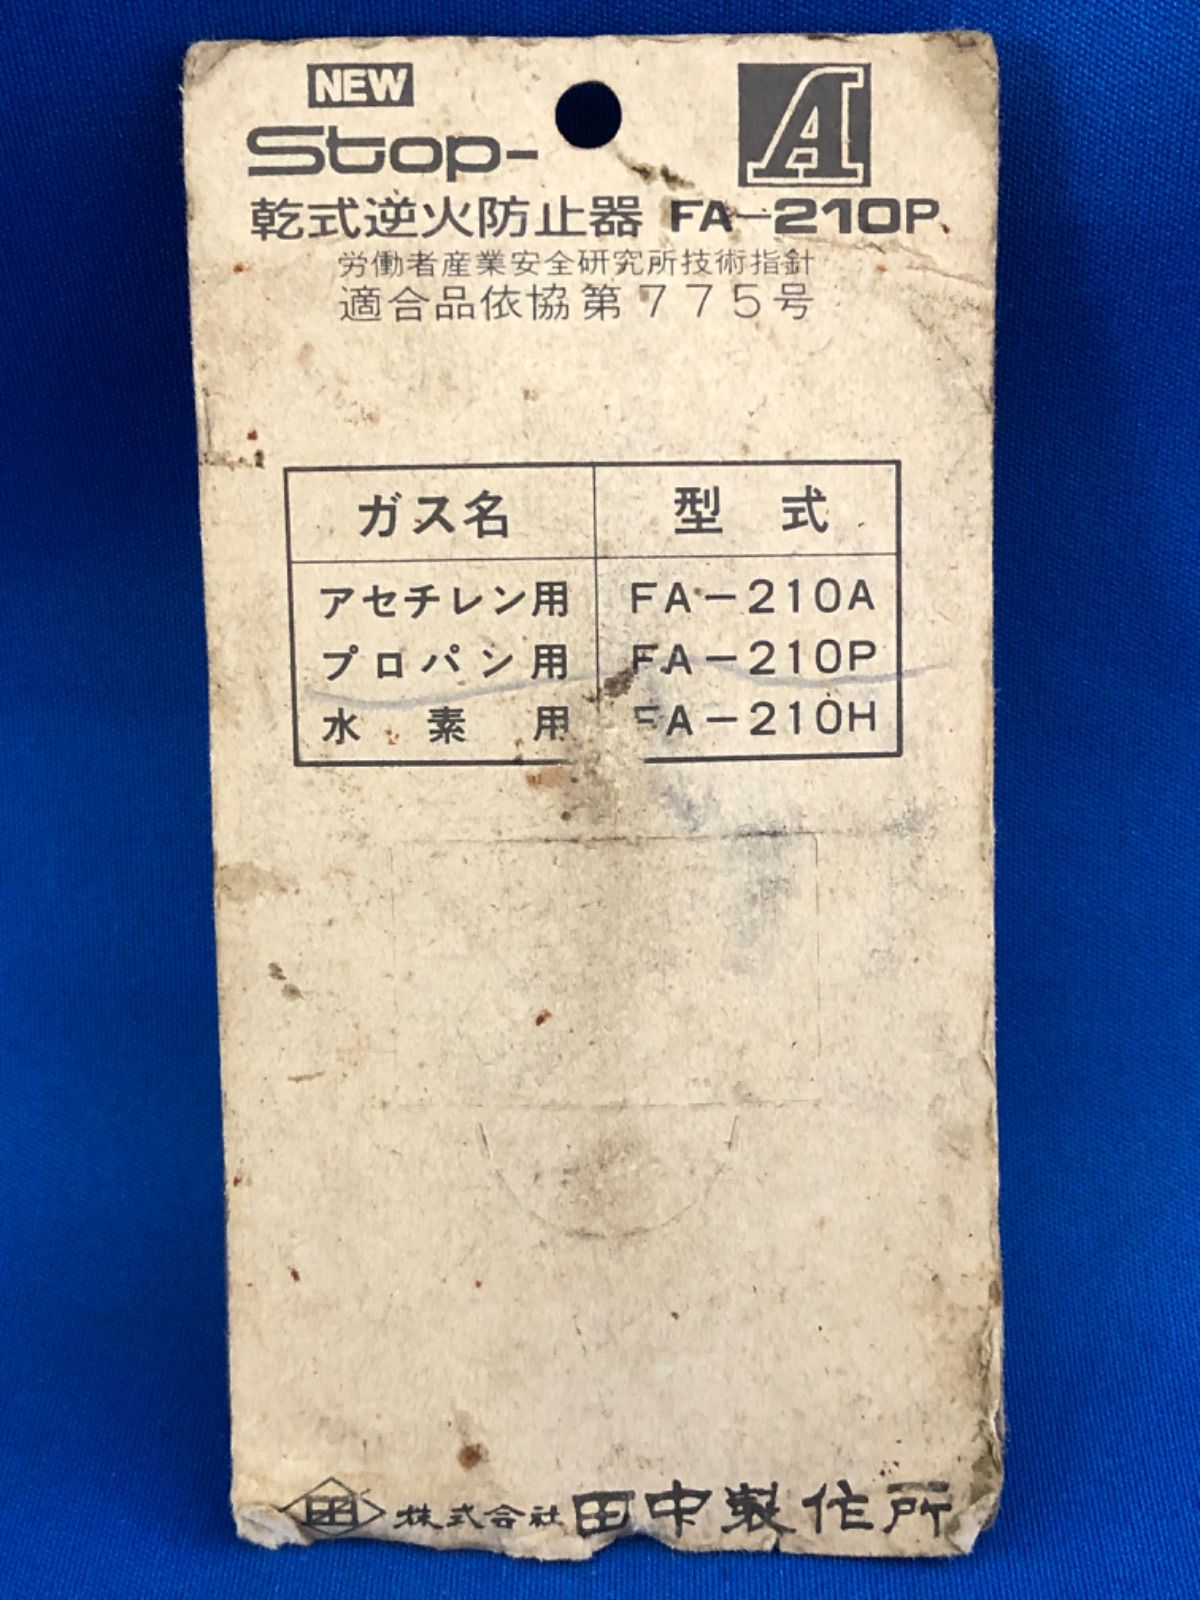 NEW
Stop-
A
乾式逆火防止器 FA-210P
労働者産業安全研究所技術指針
適合品依協第775号
ガス名 型式
アセチレン用 FA-210A
プロパン用 FA-210P
水素用 FA-210H
株式会社 田中製作所